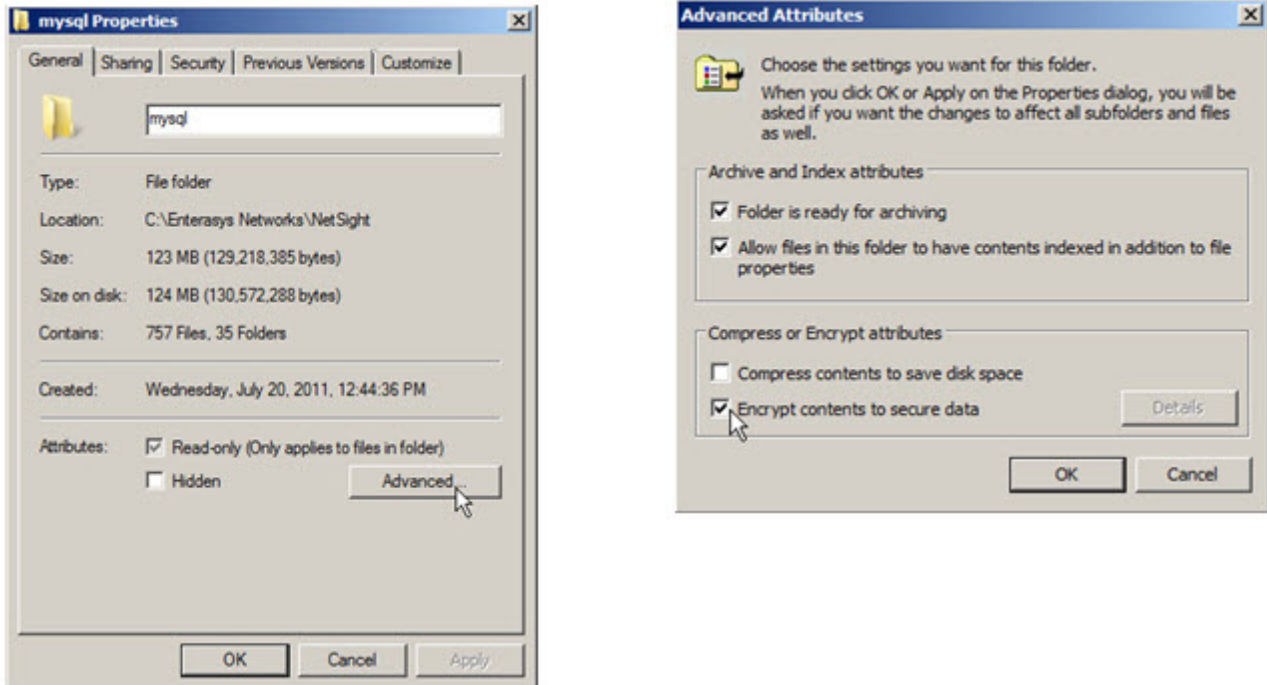 mysql Properties
General Sharing Security Previous Versions Customize
mysql
Type: File folder
Location: C:\Enterasys Networks\NetSight
Size: 123 MB (129,218,385 bytes)
Size on disk: 124 MB (130,572,288 bytes)
Contains: 757 Files, 35 Folders
Created: Wednesday, July 20, 2011, 12:44:36 PM
Attributes: Read-only (Only applies to files in folder)
Hidden Advanced...
OK Cancel Apply
Advanced Attributes
Choose the settings you want for this folder.
When you click OK or Apply on the Properties dialog, you will be
asked if you want the changes to affect all subfolders and files
as well.
Archive and Index attributes
Folder is ready for archiving
Allow files in this folder to have contents indexed in addition to file
properties
Compress or Encrypt attributes
Compress contents to save disk space
Encrypt contents to secure data Details
OK Cancel